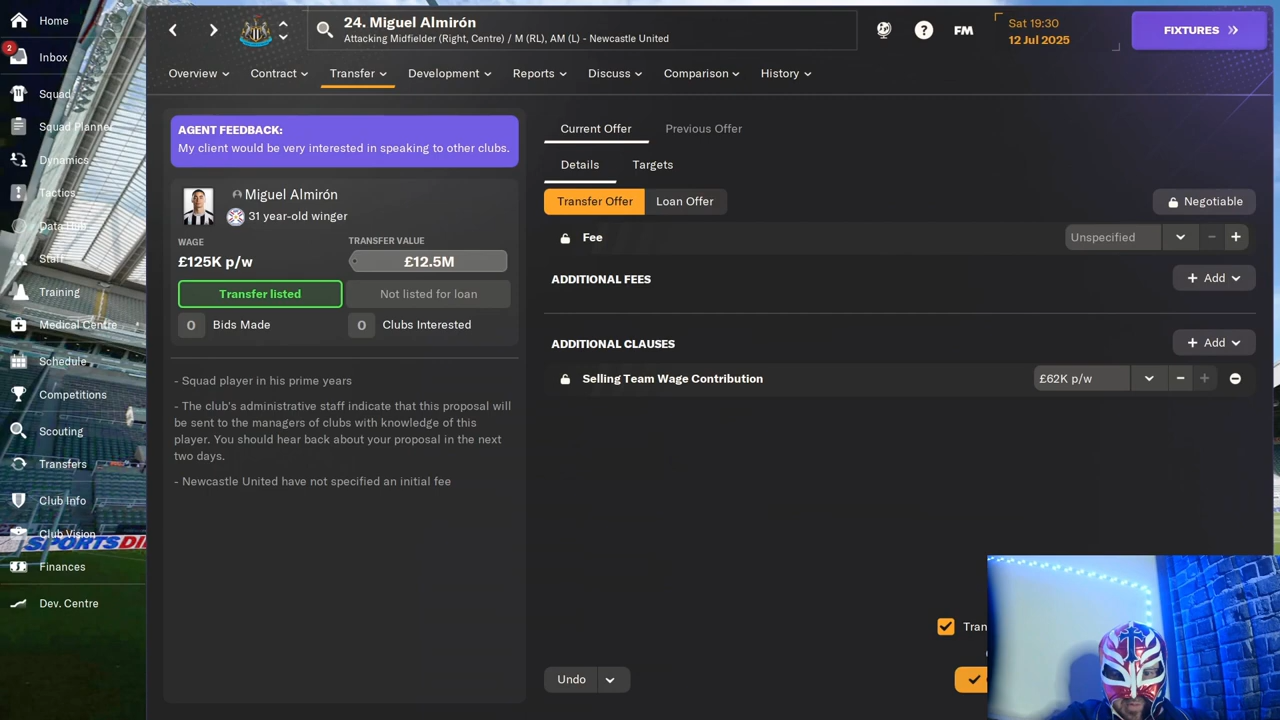 Home
24. Miguel Almirón
Attacking Midfielder (Right, Centre) / M (RL), AM (L) - Newcastle United
FM
Sat 19:30
12 Jul 2025
FIXTURES
2
Inbox
Overview
Contract
Transfer
Development
Reports
Discuss
Comparison
History
Squad
Squad Planner
Dynamics
Tactics
Data Hub
Staff
Training
Medical Centre
Schedule
Competitions
Scouting
Transfers
Club Info
Club Vision
SPORTSDI
Finances
Dev. Centre
AGENT FEEDBACK:
My client would be very interested in speaking to other clubs.
Miguel Almirón
31 year-old winger
WAGE
TRANSFER VALUE
£125K p/w
£12.5M
Transfer listed
Not listed for loan
0 Bids Made
0 Clubs Interested
- Squad player in his prime years
- The club's administrative staff indicate that this proposal will
be sent to the managers of clubs with knowledge of this
player. You should hear back about your proposal in the next
two days.
- Newcastle United have not specified an initial fee
Current Offer
Previous Offer
Details
Targets
Transfer Offer
Loan Offer
Negotiable
Fee
Unspecified
ADDITIONAL FEES
Add
ADDITIONAL CLAUSES
Add
Selling Team Wage Contribution
£62K p/w
Tran
Undo